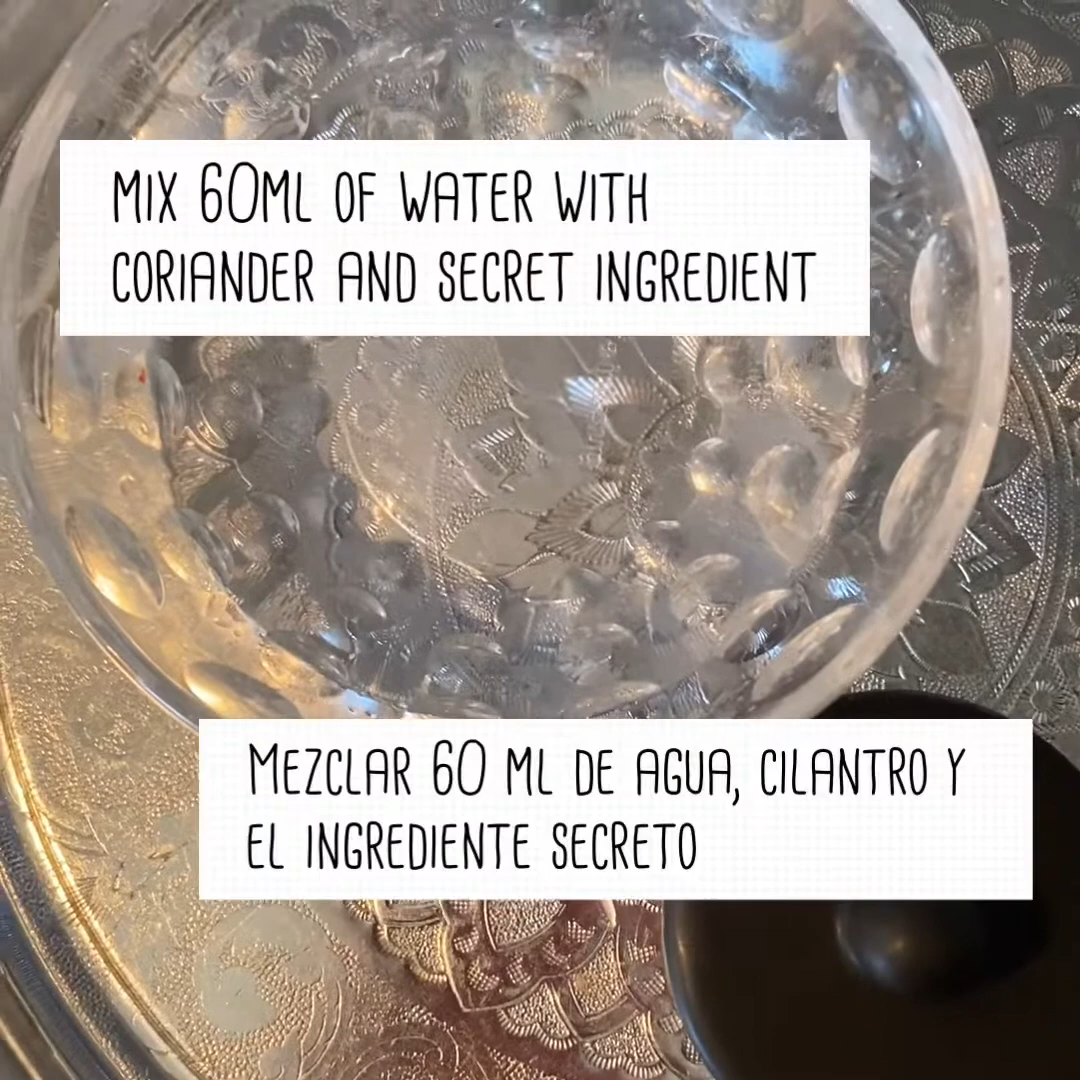 MIX 60ML OF WATER WITH
CORIANDER AND SECRET INGREDIENT
MEZCLAR 60 ML DE AGUA, CILANTRO Y
EL INGREDIENTE SECRETO